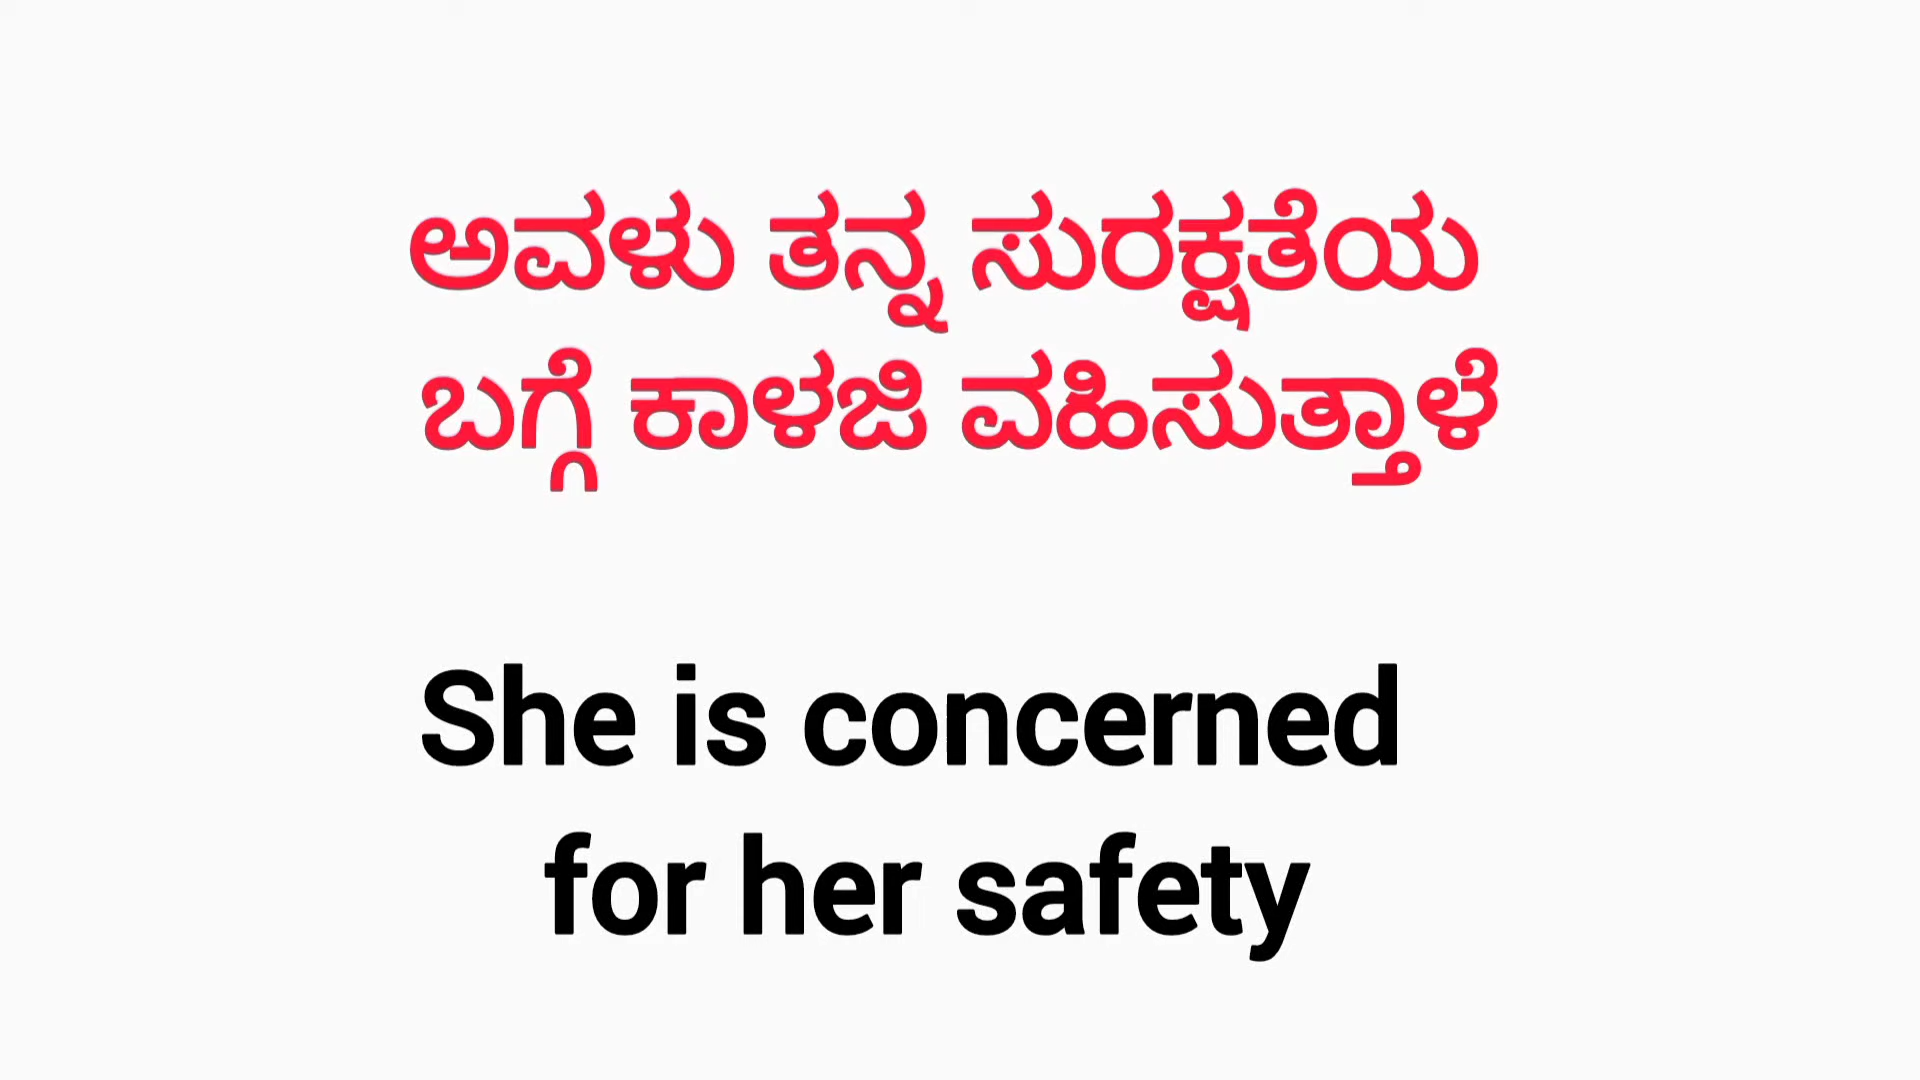 ಅವಳು ತನ್ನ ಸುರಕ್ಷತೆಯ
ಬಗ್ಗೆ ಕಾಳಜಿ ವಹಿಸುತ್ತಾಳೆ
She is concerned
for her safety